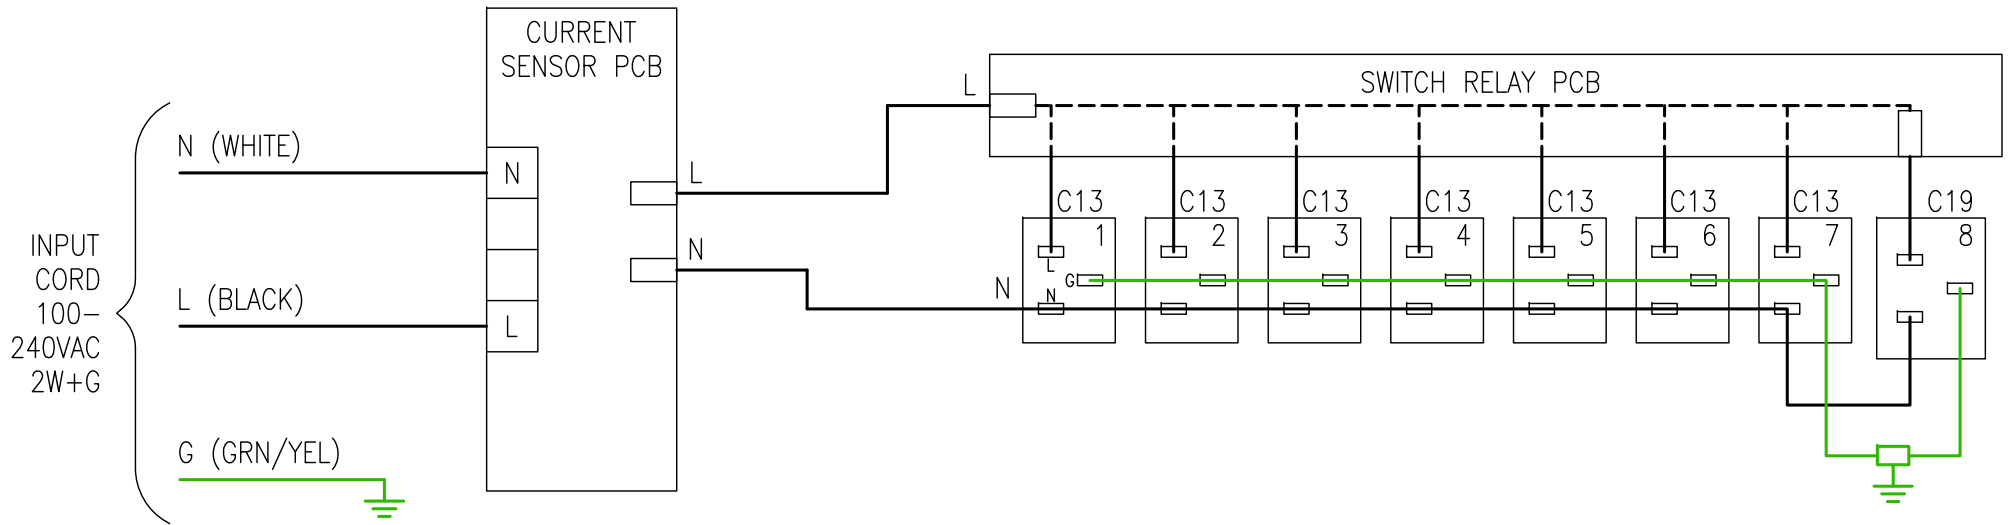 CURRENT
SENSOR PCB
SWITCH RELAY PCB
L
N (WHITE)
N
L
C13
1
C13
2
C13
3
C13
4
C13
5
C13
6
C13
7
C19
8
INPUT
CORD
100-
240VAC
2W+G
N
N
L
G
N
L (BLACK)
L
G (GRN/YEL)